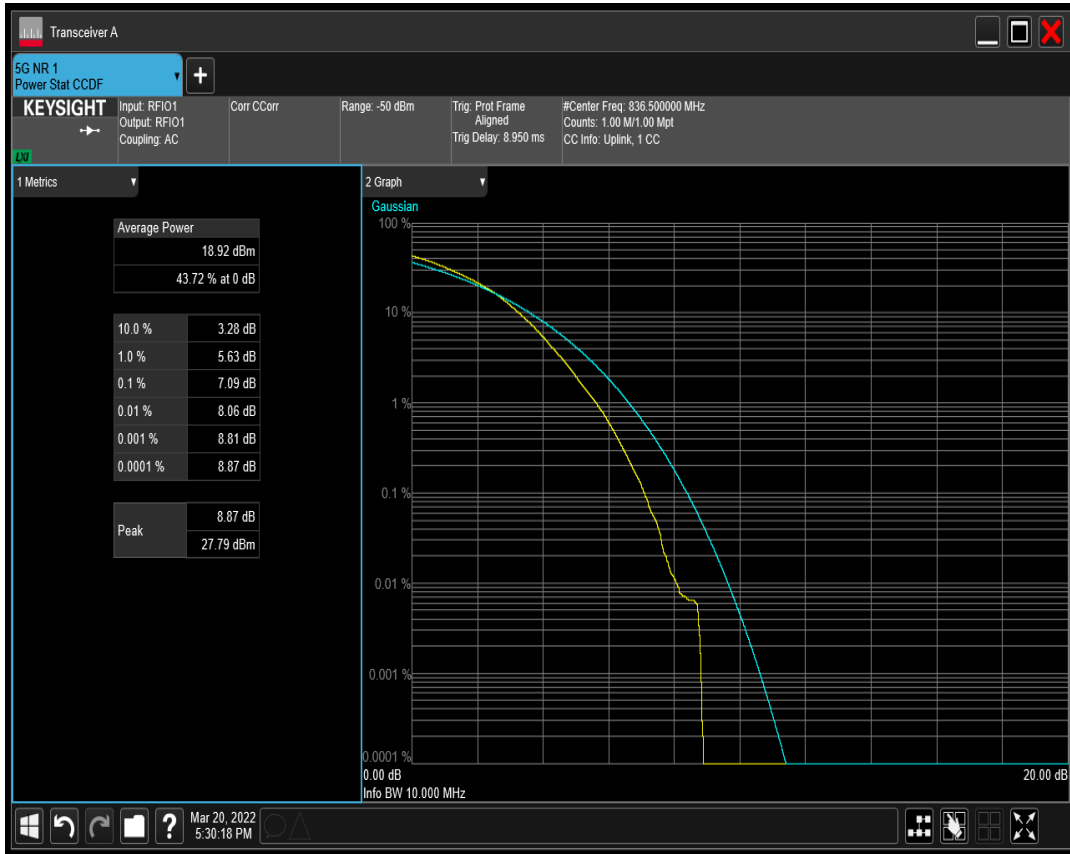 Transceiver A
5G NR 1
Power Stat CCDF
+
KEYSIGHT
LXI
Input: RFIO1
Output: RFIO1
Coupling: AC
Corr CCorr
Range: -50 dBm
Trig: Prot Frame
Aligned
Trig Delay: 8.950 ms
#Center Freq: 836.500000 MHz
Counts: 1.00 M/1.00 Mpt
CC Info: Uplink, 1 CC
1 Metrics
Average Power
18.92 dBm
43.72 % at 0 dB
10.0 % 3.28 dB
1.0 % 5.63 dB
0.1 % 7.09 dB
0.01 % 8.06 dB
0.001 % 8.81 dB
0.0001 % 8.87 dB
Peak
8.87 dB
27.79 dBm
2 Graph
Gaussian
100 %
10 %
1 %
0.1 %
0.01 %
0.001 %
0.0001 %
0.00 dB 20.00 dB
Info BW 10.000 MHz
?
Mar 20, 2022
5:30:18 PM